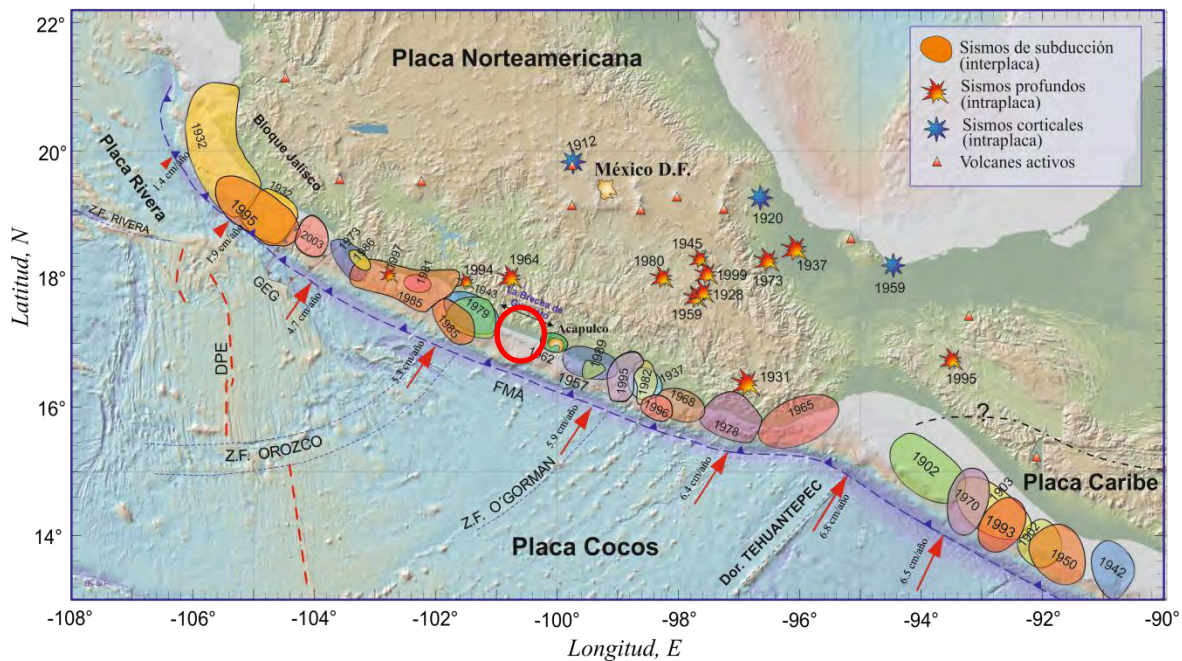 22°
20°
18°
16°
14°
Latitud, N
-108°
-106°
-104°
-102°
-100°
-98°
-96°
-94°
-92°
-90°
Longitud, E
Placa Norteamericana
Sismos de subducción
(interplaca)
Sismos profundos
(intraplaca)
Sismos corticales
(intraplaca)
Volcanes activos
Placa Rivera
Bloque Jalisco
México D.F.
Z.F. RIVERA
DPE
GEG
Z.F. OROZCO
FMA
Z.F. O´GORMAN
Placa Cocos
Dor. TEHUANTEPEC
Placa Caribe
?
La Brecha de
Acapulco
1.4 cm/año
1.9 cm/año
4.7 cm/año
5.3 cm/año
5.9 cm/año
6.4 cm/año
6.8 cm/año
6.5 cm/año
1932
1932
1995
2003
1973
1986
1997
1985
1981
1994
1943
1979
1985
1964
1912
1962
1957
1989
1995
1982
1937
1996
1968
1978
1931
1965
1980
1945
1999
1928
1959
1973
1937
1920
1959
1995
1902
1970
1903
1993
1902
1950
1942